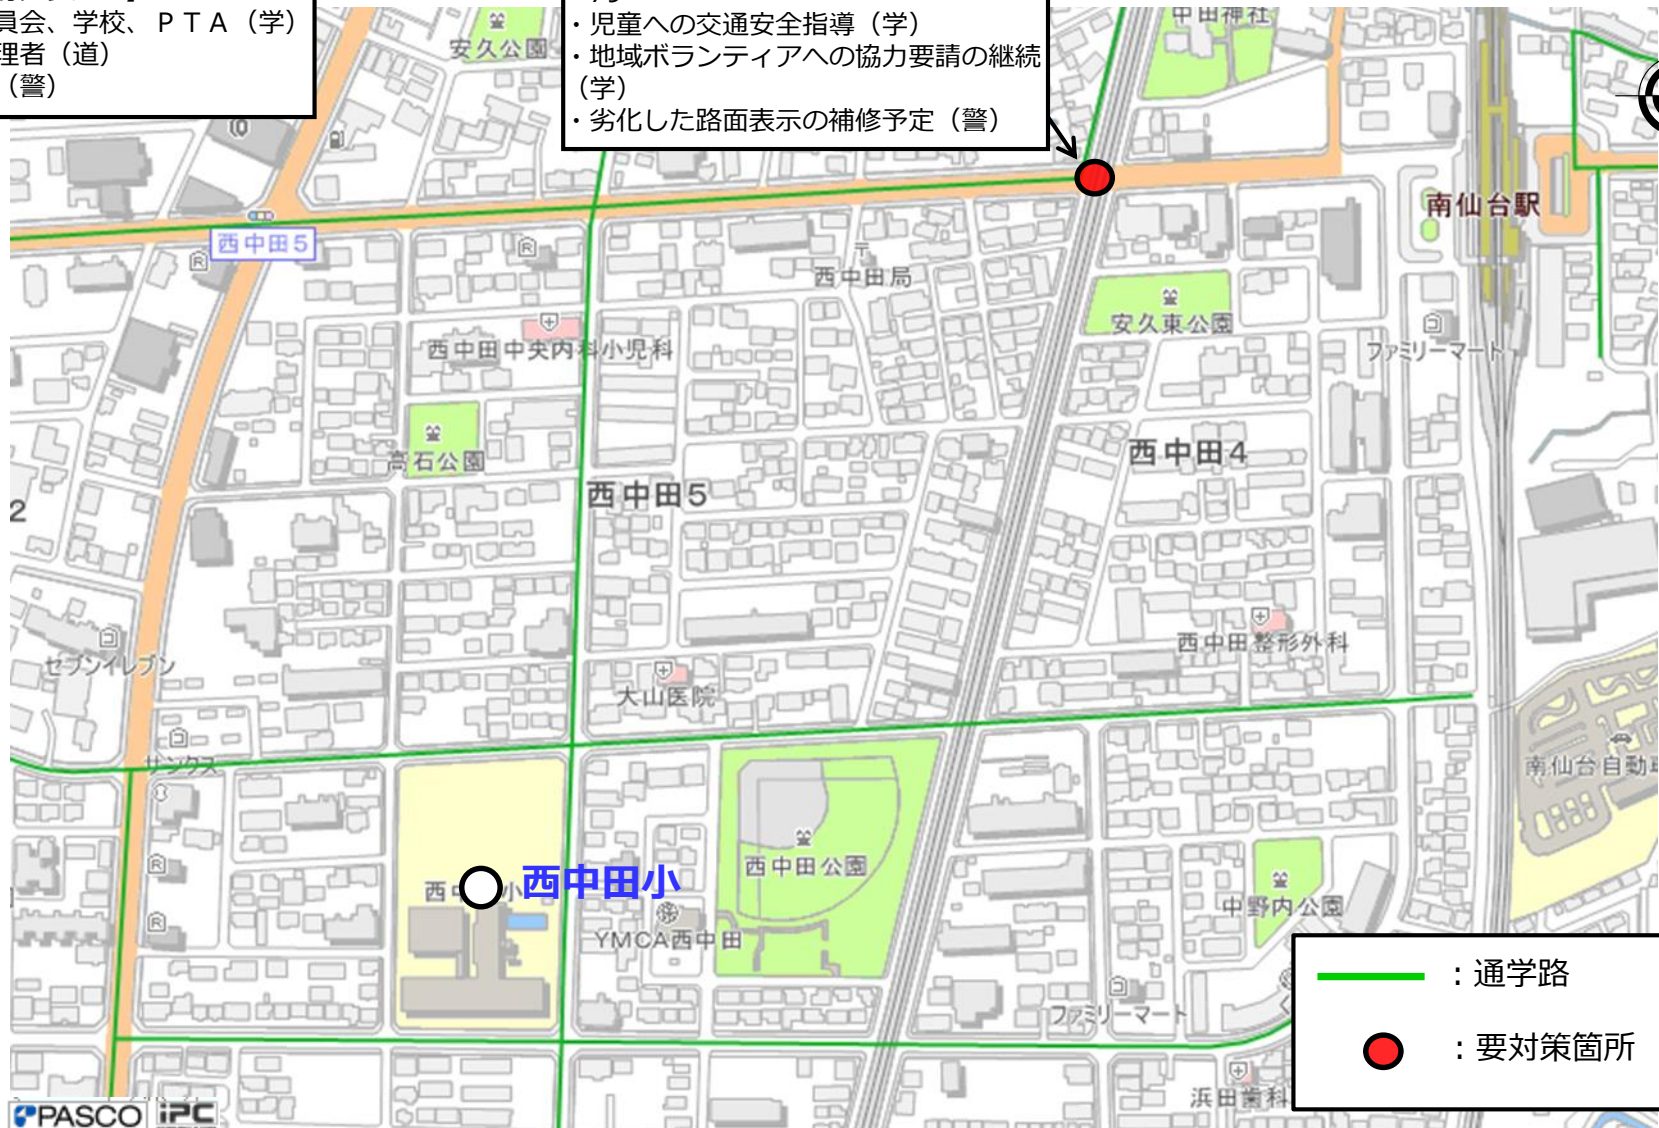 員会、学校、ＰＴＡ（学）
理者（道）
（警）
・児童への交通安全指導（学）
・地域ボランティアへの協力要請の継続
（学）
・劣化した路面表示の補修予定（警）
安久公園
中田神社
南仙台駅
西中田5
西中田局
安久東公園
西中田中央内科小児科
ファミリーマート
高石公園
西中田4
西中田5
2
西中田整形外科
セブンイレブン
大山医院
サンクス
南仙台自動車
西中田公園
西中田小
西中 小
中野内公園
YMCA西中田
ファミリーマート
：通学路
：要対策箇所
浜田歯科
PASCO iPC